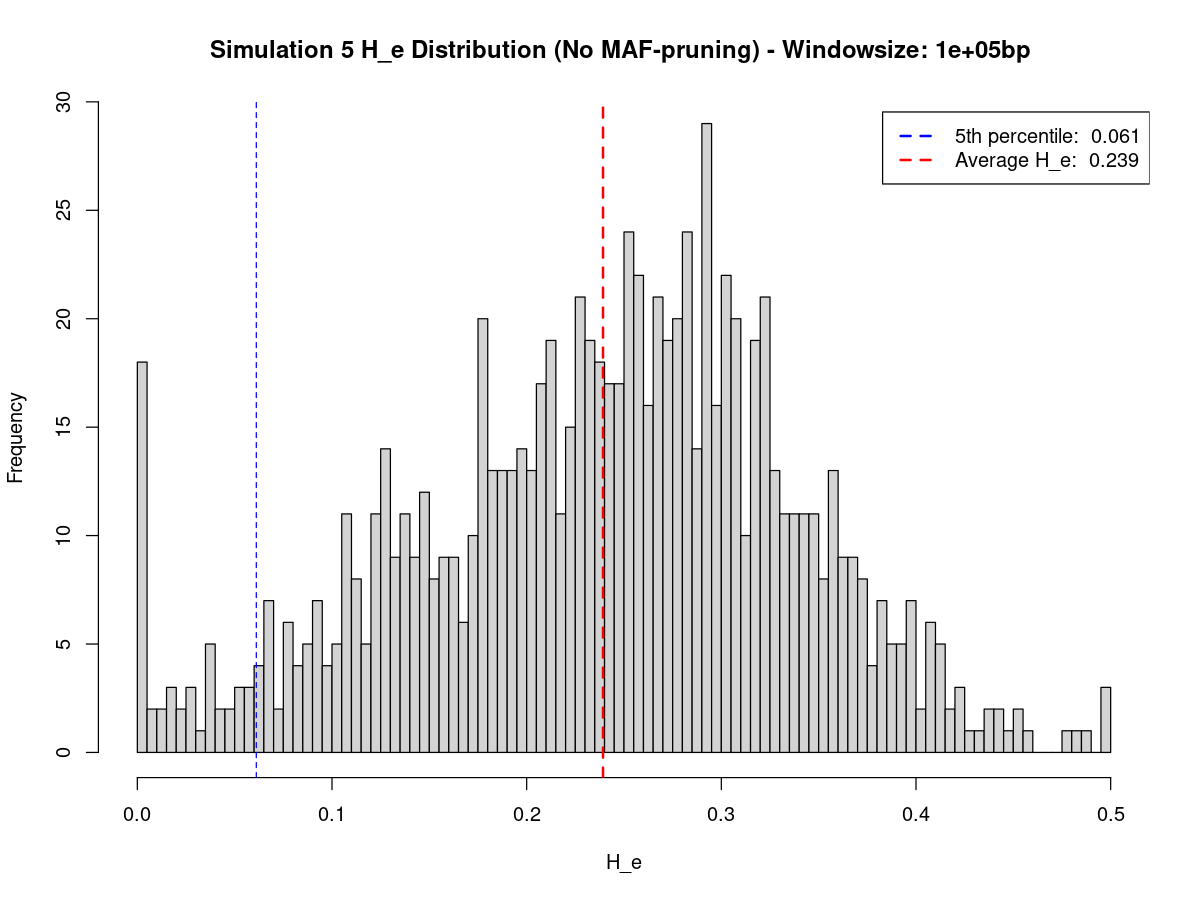 Simulation 5 H_e Distribution (No MAF-pruning) - Windowsize: 1e+05bp
5th percentile: 0.061
Average H_e: 0.239
Frequency
30
25
20
15
10
5
0
0.0 0.1 0.2 0.3 0.4 0.5
H_e